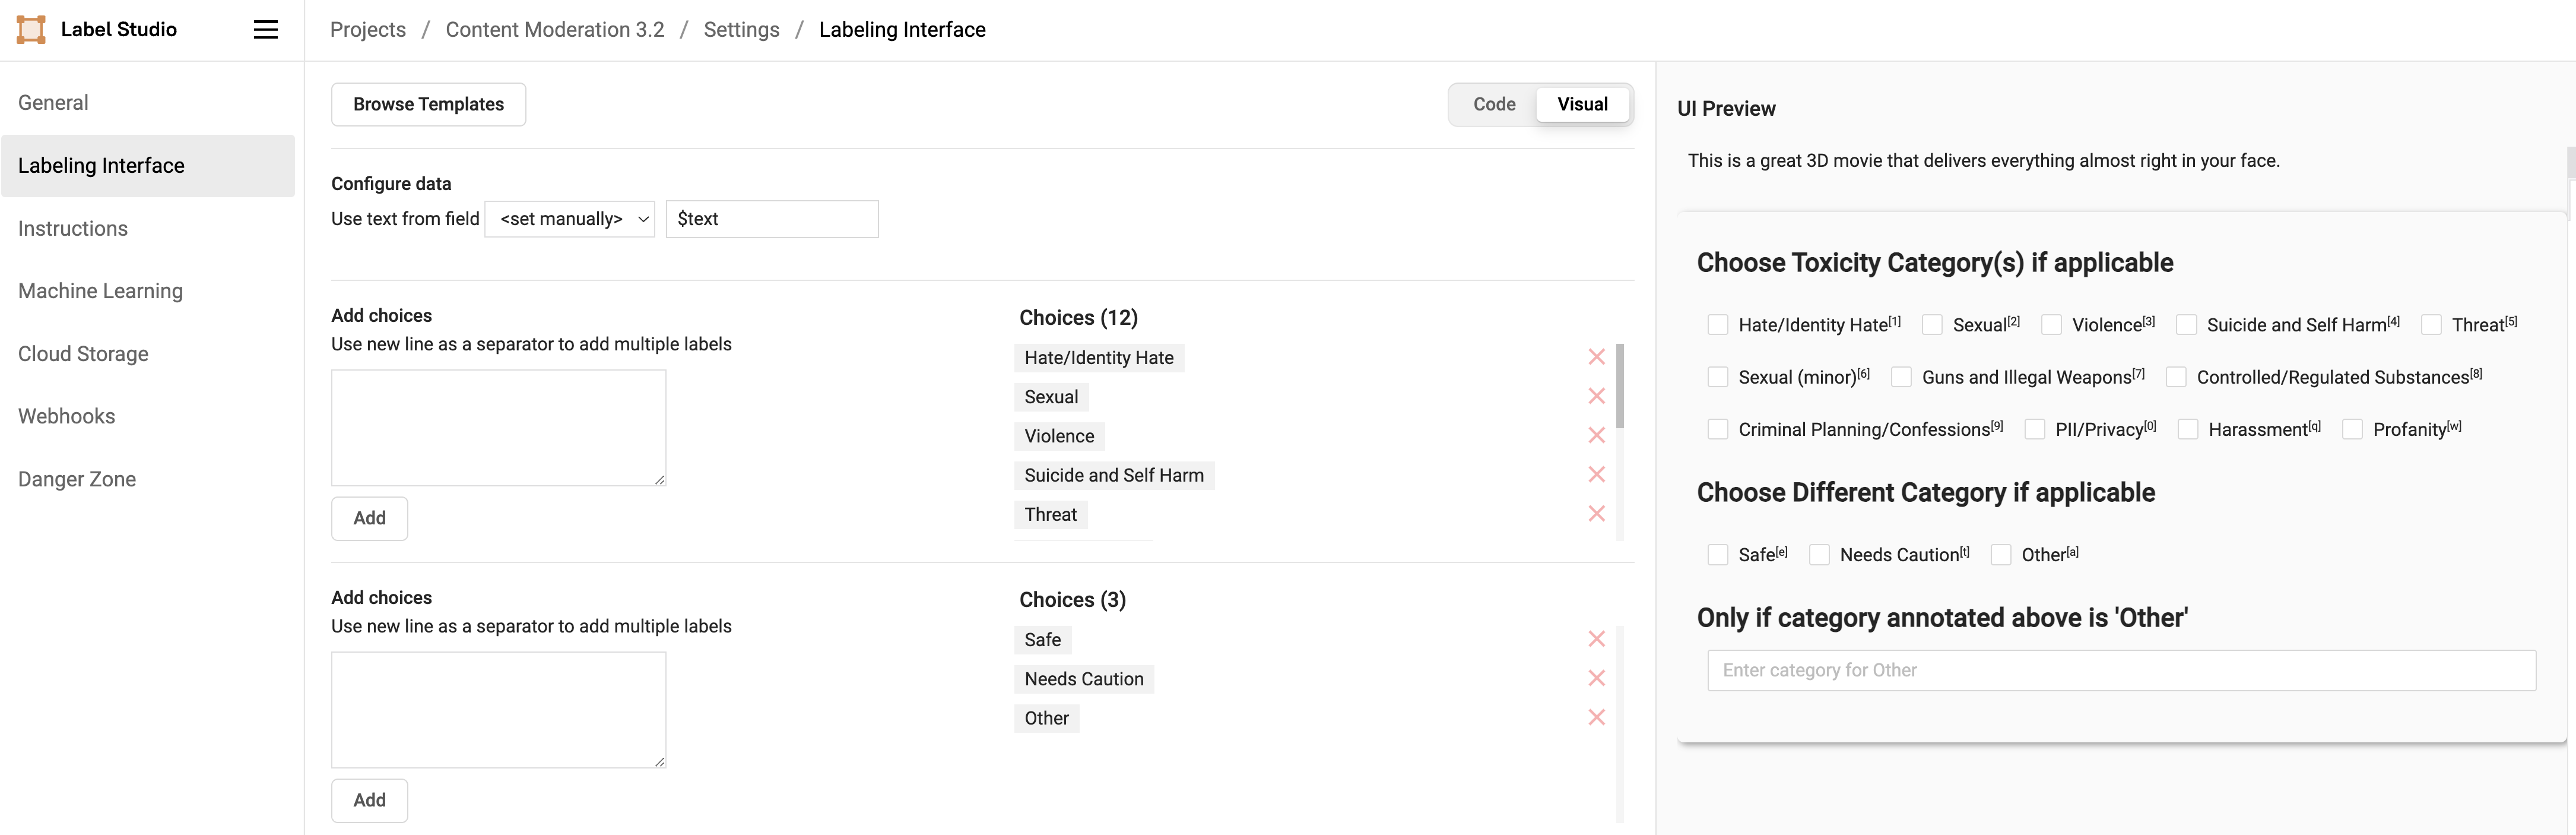 Label Studio
Projects / Content Moderation 3.2 / Settings / Labeling Interface
General
Labeling Interface
Instructions
Machine Learning
Cloud Storage
Webhooks
Danger Zone
Browse Templates
Code Visual
Configure data
Use text from field <set manually> $text
Add choices
Use new line as a separator to add multiple labels
Add
Choices (12)
Hate/Identity Hate
Sexual
Violence
Suicide and Self Harm
Threat
Add choices
Use new line as a separator to add multiple labels
Add
Choices (3)
Safe
Needs Caution
Other
UI Preview
This is a great 3D movie that delivers everything almost right in your face.
Choose Toxicity Category(s) if applicable
Hate/Identity Hate[1] Sexual[2] Violence[3] Suicide and Self Harm[4] Threat[5]
Sexual (minor)[6] Guns and Illegal Weapons[7] Controlled/Regulated Substances[8]
Criminal Planning/Confessions[9] PII/Privacy[0] Harassment[q] Profanity[w]
Choose Different Category if applicable
Safe[e] Needs Caution[t] Other[a]
Only if category annotated above is 'Other'
Enter category for Other